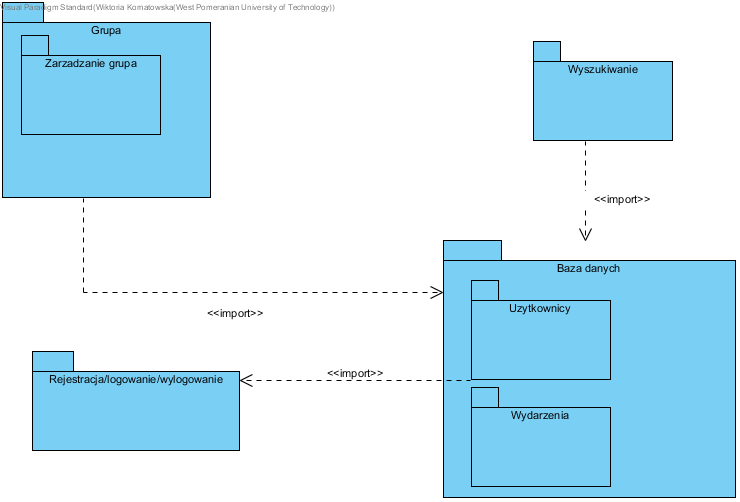 Visual Paradigm Standard(Wiktoria Kornatowska(West Pomeranian University of Technology))
Grupa
Zarzadzanie grupa
Wyszukiwanie
<<import>>
Baza danych
Uzytkownicy
<<import>>
<<import>>
Rejestracja/logowanie/wylogowanie
Wydarzenia